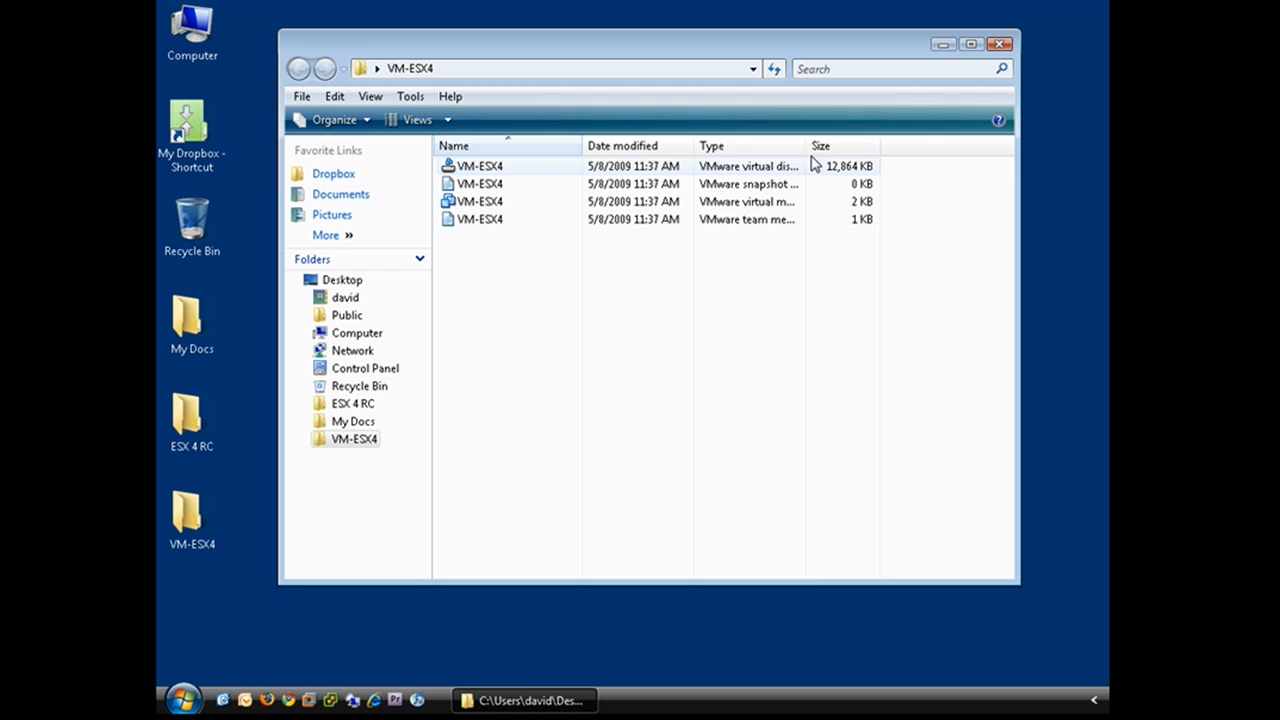 Computer
My Dropbox -
Shortcut
Recycle Bin
My Docs
ESX 4 RC
VM-ESX4
VM-ESX4
Search
File Edit View Tools Help
Organize Views
Favorite Links
Dropbox
Documents
Pictures
More »
Folders
Desktop
david
Public
Computer
Network
Control Panel
Recycle Bin
ESX 4 RC
My Docs
VM-ESX4
Name Date modified Type Size
VM-ESX4 5/8/2009 11:37 AM VMware virtual dis... 12,864 KB
VM-ESX4 5/8/2009 11:37 AM VMware snapshot ... 0 KB
VM-ESX4 5/8/2009 11:37 AM VMware virtual m... 2 KB
VM-ESX4 5/8/2009 11:37 AM VMware team me... 1 KB
C:\Users\david\Des...